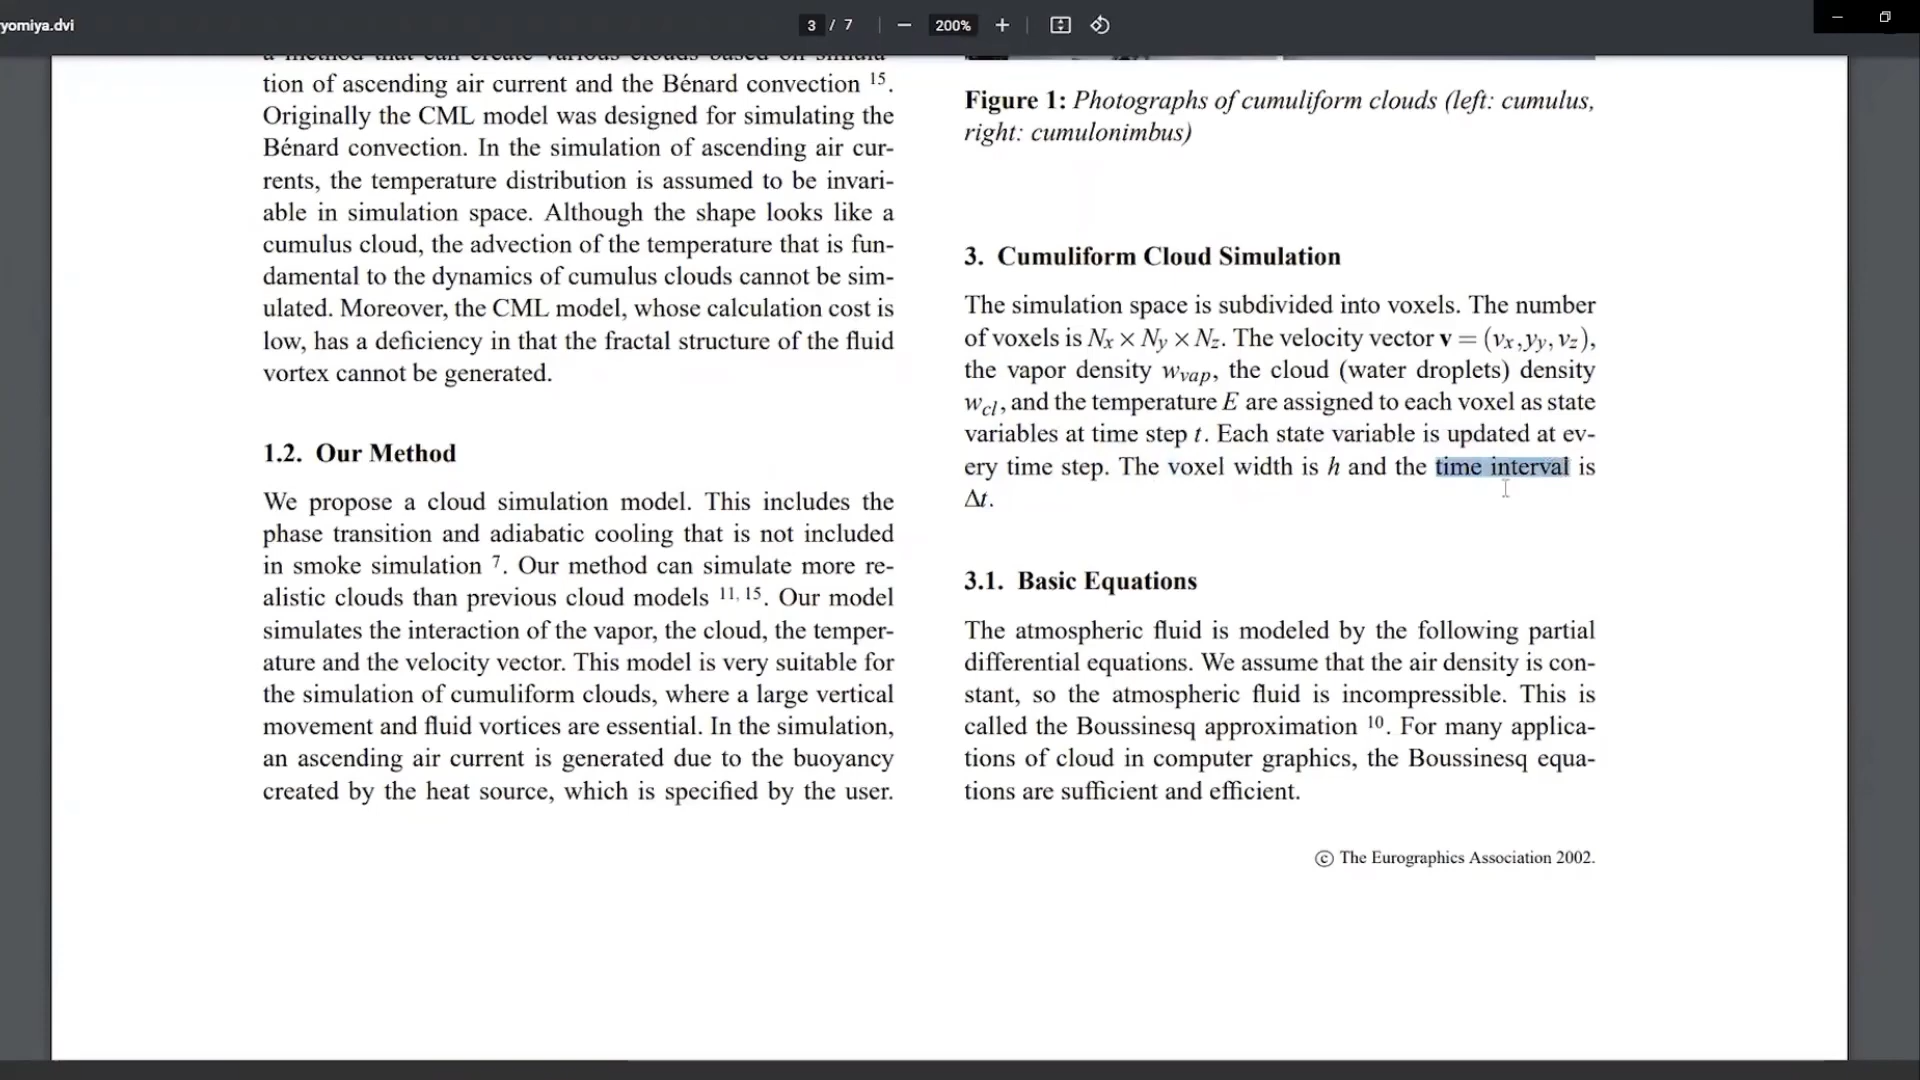 yomiya.dvi
3 / 7
200%
a method that can create various clouds based on simula-
tion of ascending air current and the Bénard convection 15.
Originally the CML model was designed for simulating the
Bénard convection. In the simulation of ascending air cur-
rents, the temperature distribution is assumed to be invari-
able in simulation space. Although the shape looks like a
cumulus cloud, the advection of the temperature that is fun-
damental to the dynamics of cumulus clouds cannot be sim-
ulated. Moreover, the CML model, whose calculation cost is
low, has a deficiency in that the fractal structure of the fluid
vortex cannot be generated.
1.2. Our Method
We propose a cloud simulation model. This includes the
phase transition and adiabatic cooling that is not included
in smoke simulation 7. Our method can simulate more re-
alistic clouds than previous cloud models 11, 15. Our model
simulates the interaction of the vapor, the cloud, the temper-
ature and the velocity vector. This model is very suitable for
the simulation of cumuliform clouds, where a large vertical
movement and fluid vortices are essential. In the simulation,
an ascending air current is generated due to the buoyancy
created by the heat source, which is specified by the user.
Figure 1: Photographs of cumuliform clouds (left: cumulus,
right: cumulonimbus)
3. Cumuliform Cloud Simulation
The simulation space is subdivided into voxels. The number
of voxels is Nx × Ny × Nz. The velocity vector v = (vx,yy,vz),
the vapor density wvap, the cloud (water droplets) density
wcl, and the temperature E are assigned to each voxel as state
variables at time step t. Each state variable is updated at ev-
ery time step. The voxel width is h and the time interval is
Δt.
3.1. Basic Equations
The atmospheric fluid is modeled by the following partial
differential equations. We assume that the air density is con-
stant, so the atmospheric fluid is incompressible. This is
called the Boussinesq approximation 10. For many applica-
tions of cloud in computer graphics, the Boussinesq equa-
tions are sufficient and efficient.
© The Eurographics Association 2002.